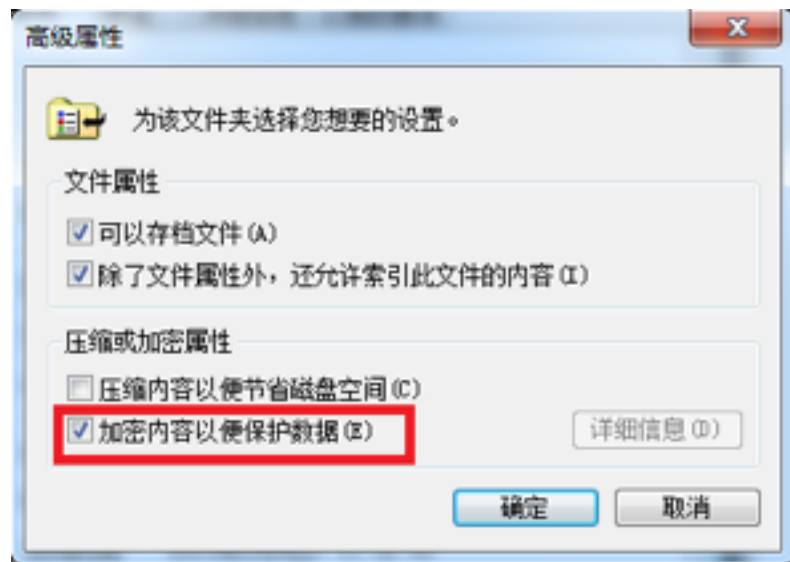 高级属性
为该文件夹选择您想要的设置。
文件属性
可以存档文件(A)
除了文件属性外，还允许索引此文件的内容(I)
压缩或加密属性
压缩内容以便节省磁盘空间(C)
加密内容以便保护数据(E)
详细信息(D)
确定
取消